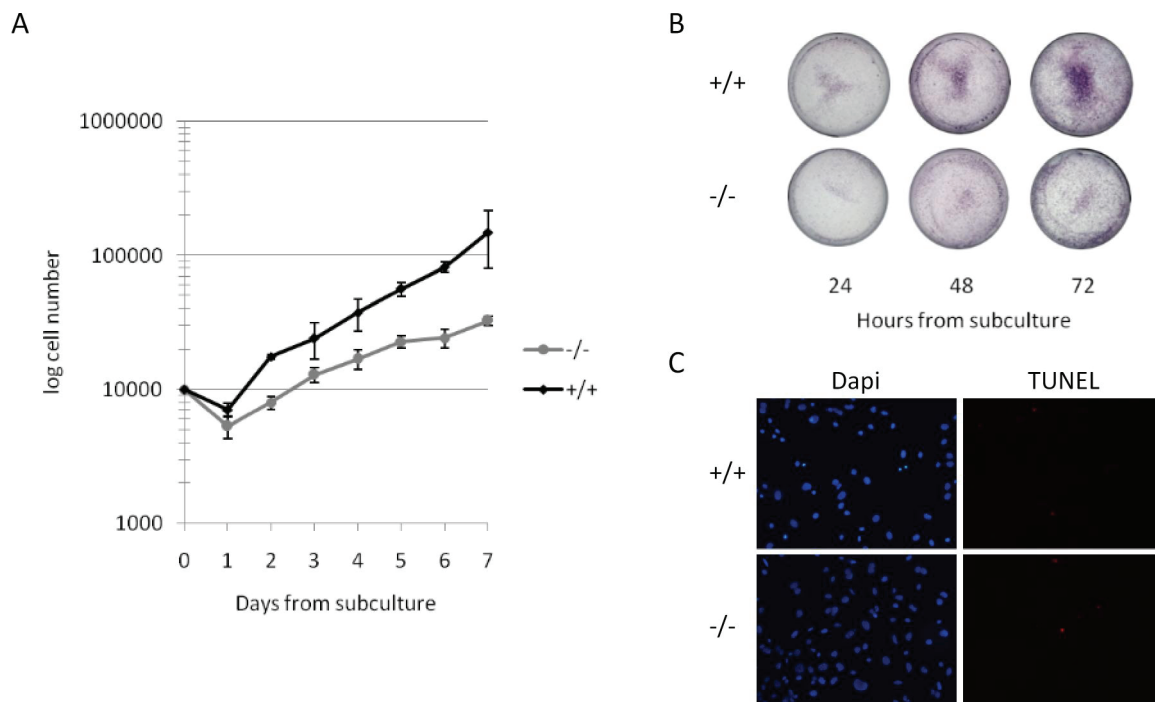 A
1000000
100000
10000
1000
log cell number
0 1 2 3 4 5 6 7
Days from subculture
-/-
+/+
B
+/+
-/-
24 48 72
Hours from subculture
C
Dapi TUNEL
+/+
-/-